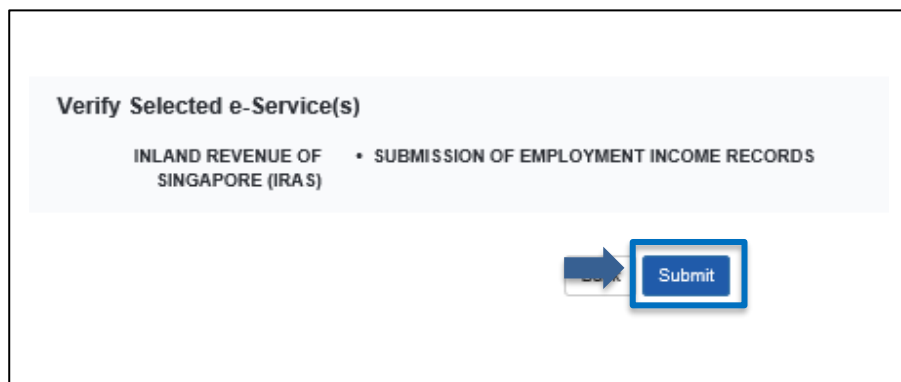 Verify Selected e-Service(s)
INLAND REVENUE OF
SINGAPORE (IRAS)
• SUBMISSION OF EMPLOYMENT INCOME RECORDS
Submit